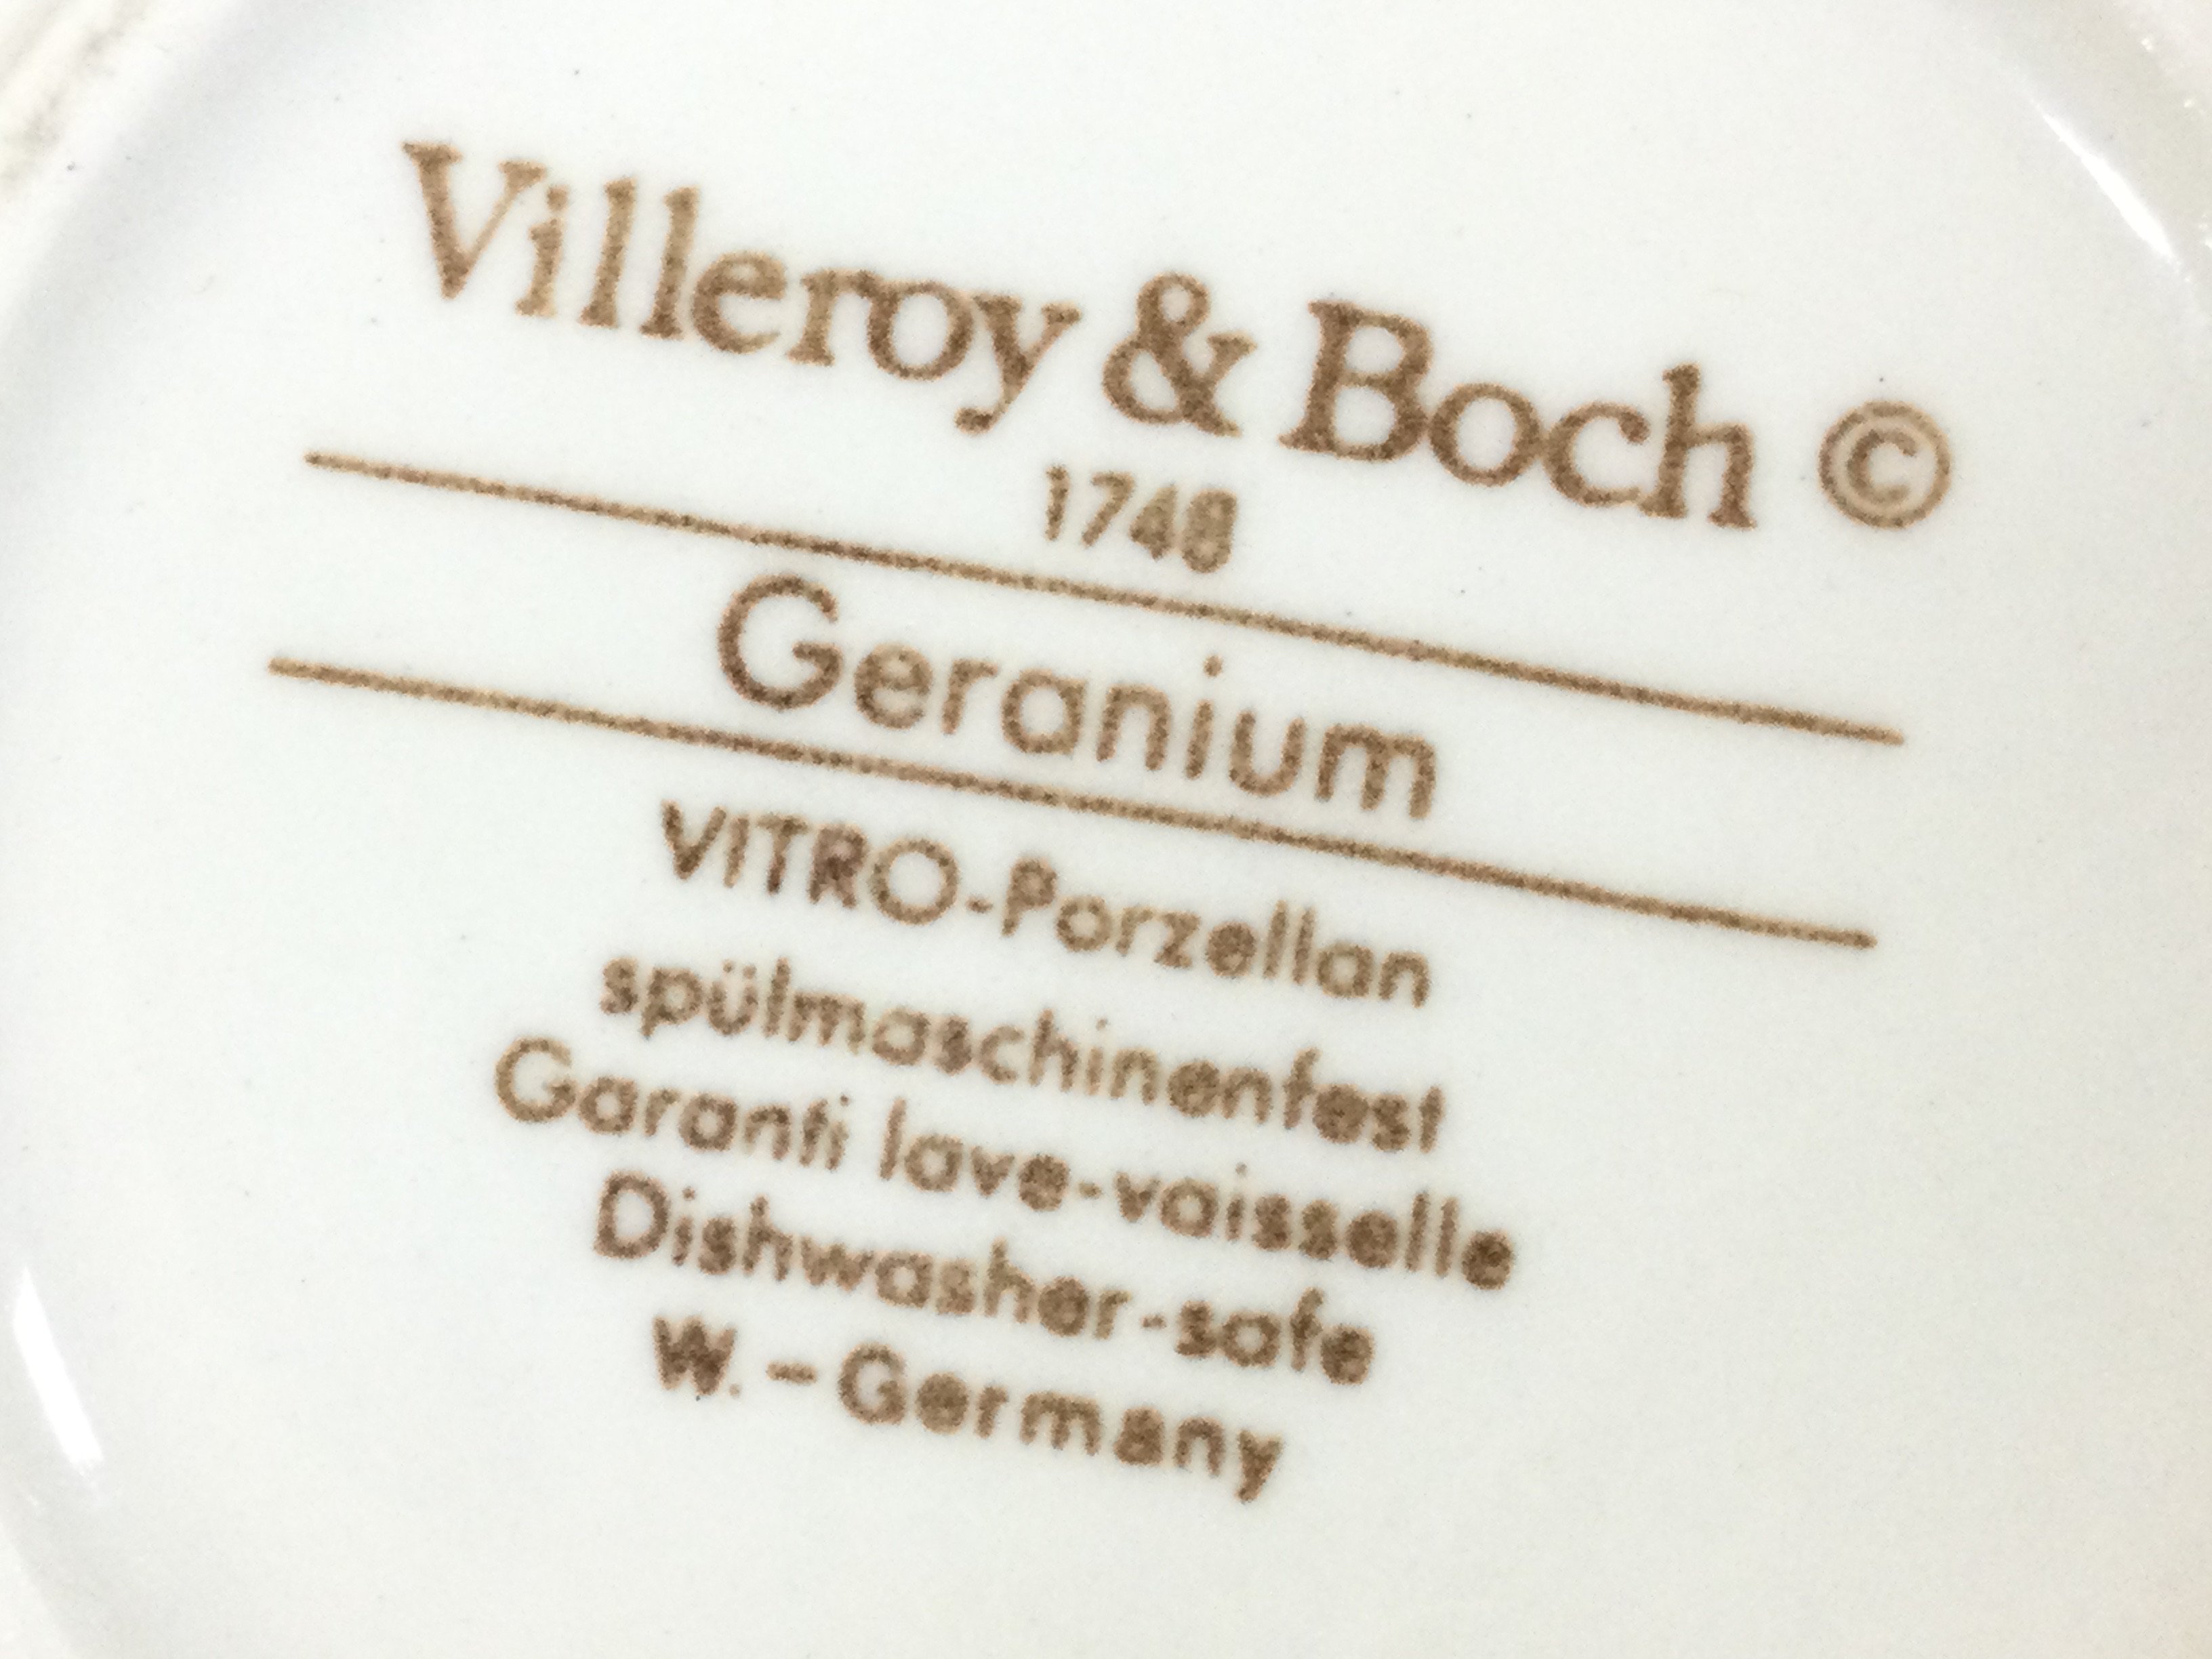 Villeroy & Boch ©
1748
Geranium
VITRO-Porzellan
spülmaschinenfest
Garanti lave-vaisselle
Dishwasher-safe
W.-Germany